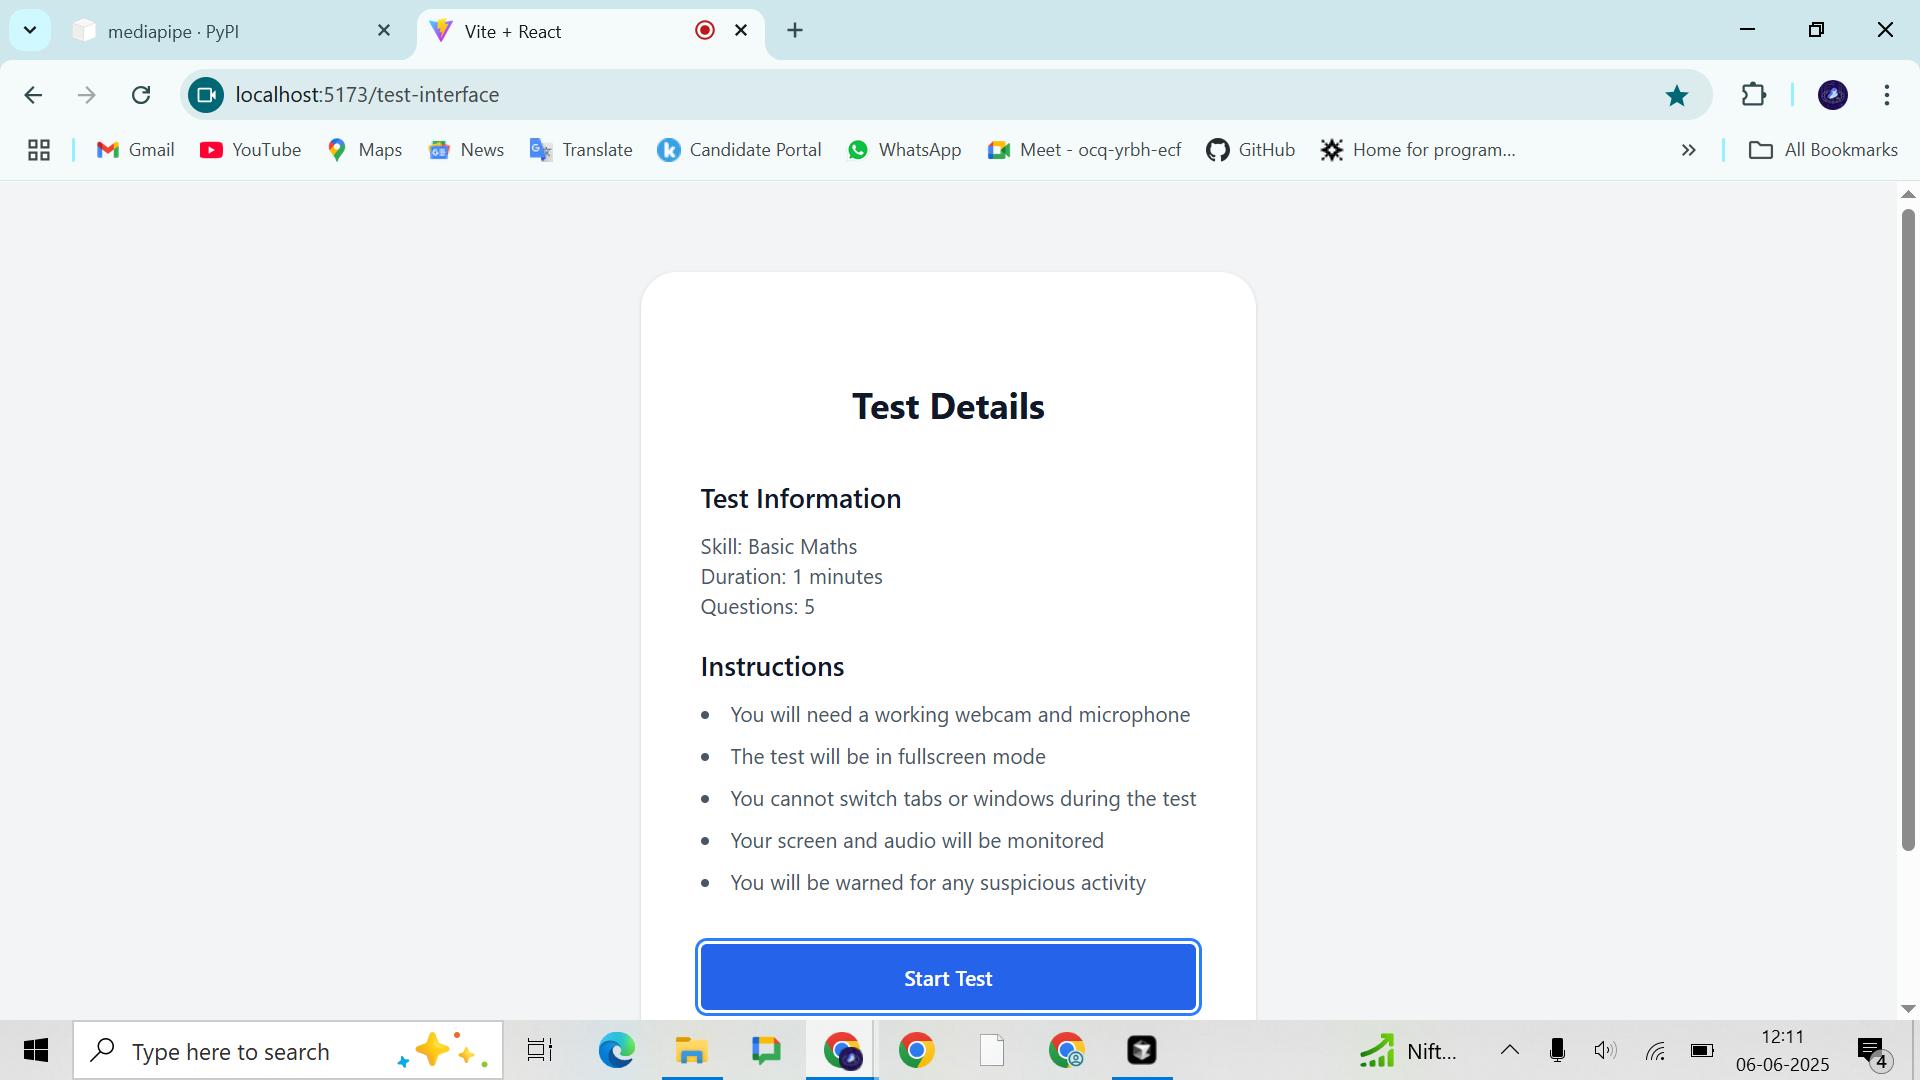 mediapipe · PyPI
Vite + React
localhost:5173/test-interface
Gmail
YouTube
Maps
News
Translate
Candidate Portal
WhatsApp
Meet - ocq-yrbh-ecf
GitHub
Home for program...
All Bookmarks
Test Details
Test Information
Skill: Basic Maths
Duration: 1 minutes
Questions: 5
Instructions
You will need a working webcam and microphone
The test will be in fullscreen mode
You cannot switch tabs or windows during the test
Your screen and audio will be monitored
You will be warned for any suspicious activity
Start Test
Type here to search
Nift...
12:11
06-06-2025
4